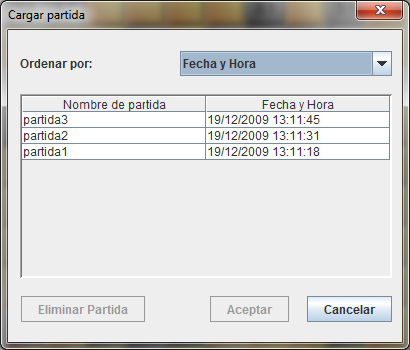 Cargar partida
Ordenar por: Fecha y Hora
Nombre de partida Fecha y Hora
partida3 19/12/2009 13:11:45
partida2 19/12/2009 13:11:31
partida1 19/12/2009 13:11:18
Eliminar Partida Aceptar Cancelar